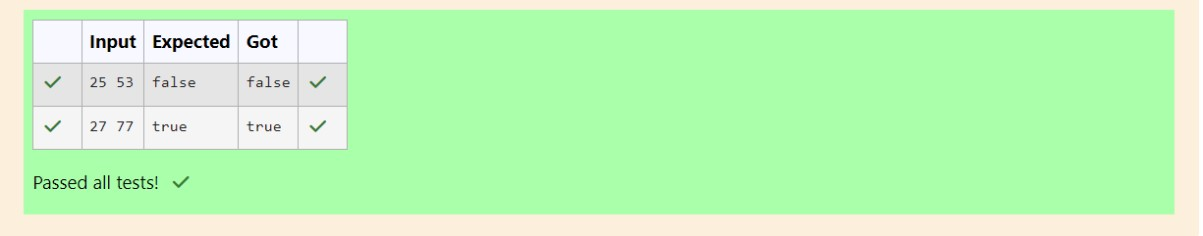 Input Expected Got
25 53 false false
27 77 true true
Passed all tests!